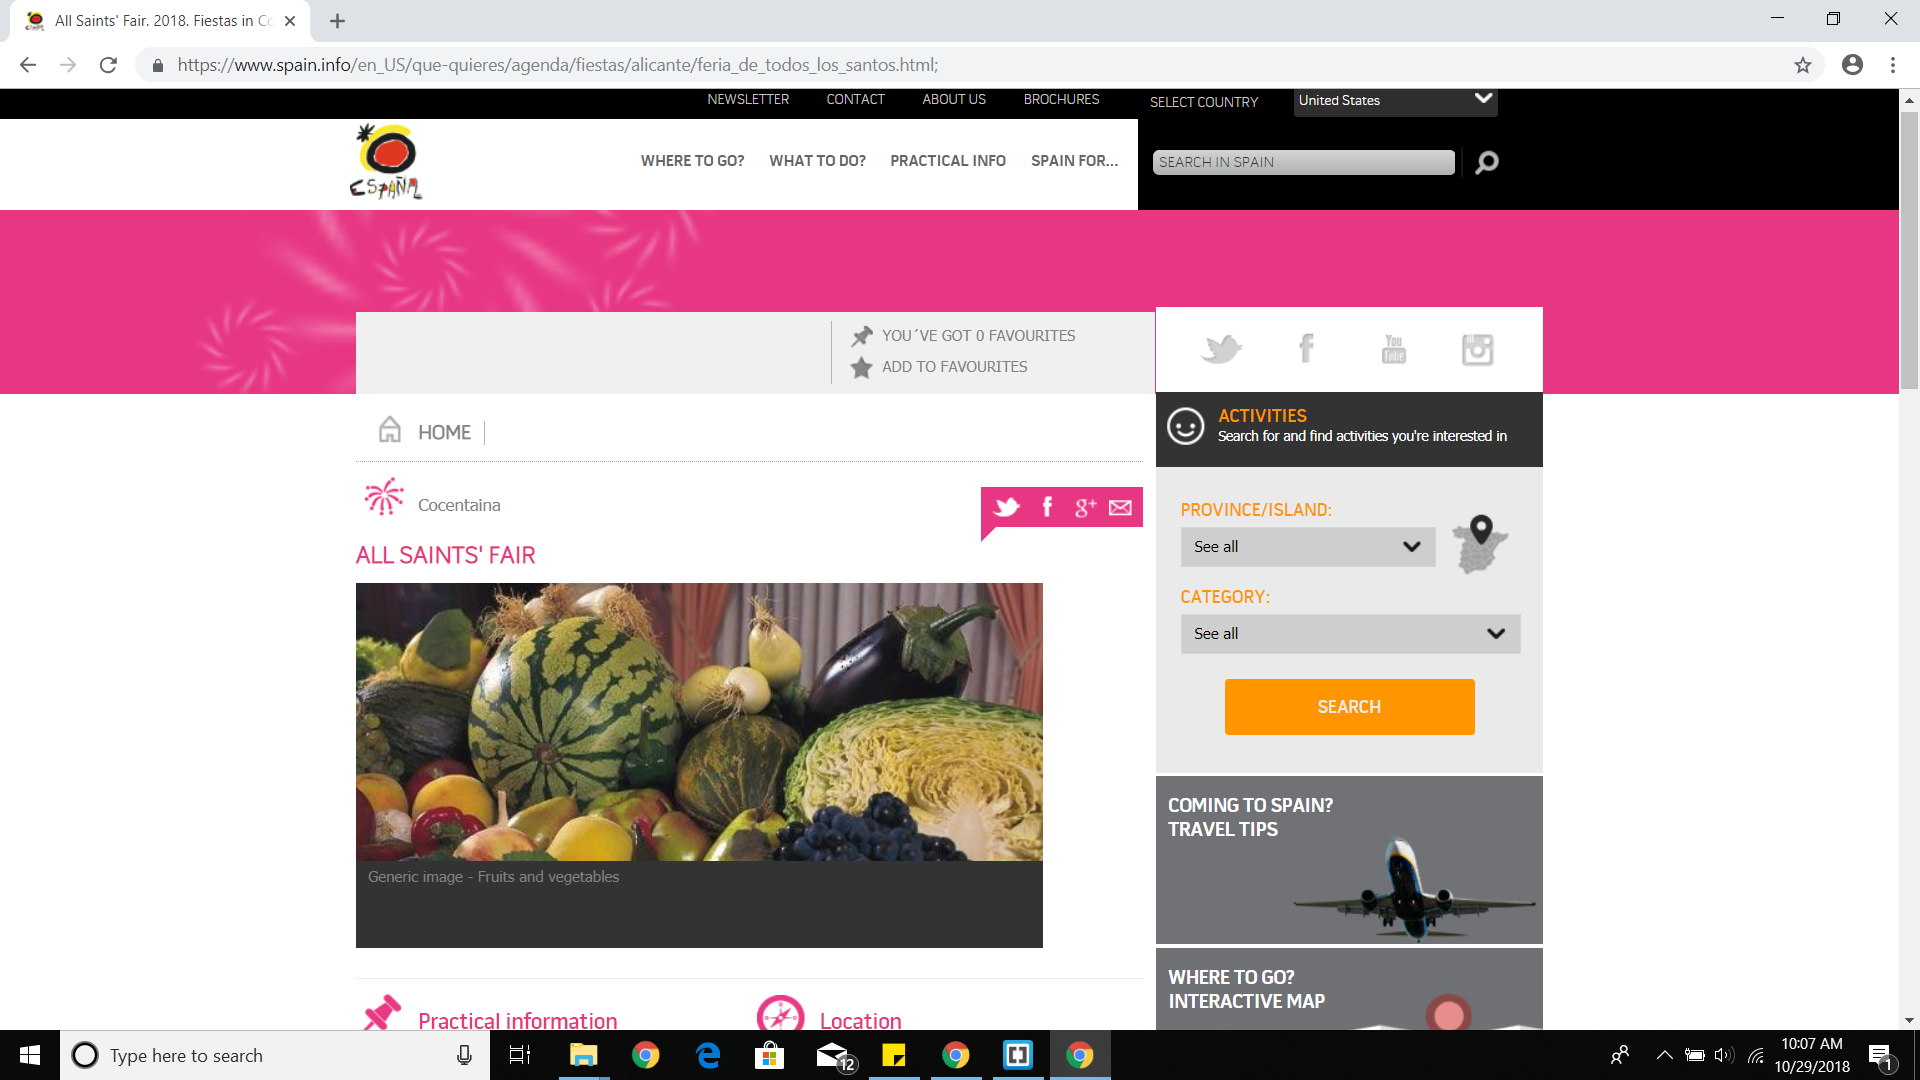 All Saints' Fair. 2018. Fiestas in Co
https://www.spain.info/en_US/que-quieres/agenda/fiestas/alicante/feria_de_todos_los_santos.html;
NEWSLETTER CONTACT ABOUT US BROCHURES SELECT COUNTRY United States
ESPAÑA
WHERE TO GO? WHAT TO DO? PRACTICAL INFO SPAIN FOR... SEARCH IN SPAIN
YOU´VE GOT 0 FAVOURITES
ADD TO FAVOURITES
You Tube
HOME
ACTIVITIES
Search for and find activities you're interested in
Cocentaina
g+
ALL SAINTS' FAIR
PROVINCE/ISLAND:
See all
CATEGORY:
See all
SEARCH
Generic image - Fruits and vegetables
COMING TO SPAIN?
TRAVEL TIPS
WHERE TO GO?
INTERACTIVE MAP
Practical information
Location
Type here to search
12
10:07 AM
10/29/2018
1